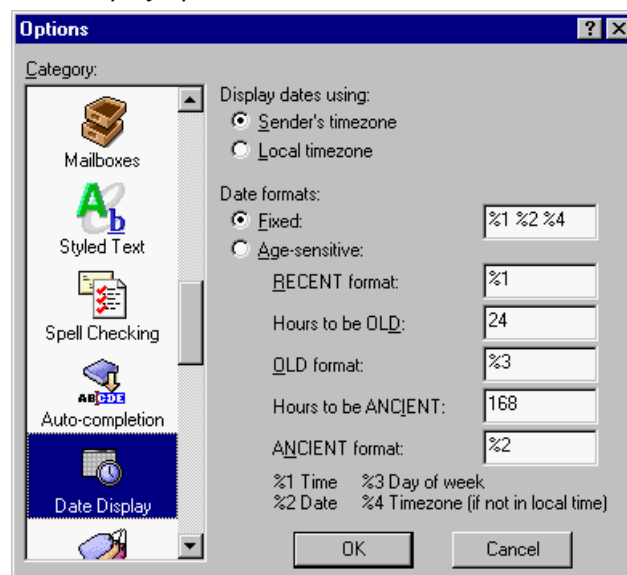 Options
Category:
Mailboxes
Styled Text
Spell Checking
ABCDE
Auto-completion
Date Display
Display dates using:
Sender's timezone
Local timezone
Date formats:
Fixed: %1 %2 %4
Age-sensitive:
RECENT format: %1
Hours to be OLD: 24
OLD format: %3
Hours to be ANCIENT: 168
ANCIENT format: %2
%1 Time %3 Day of week
%2 Date %4 Timezone (if not in local time)
OK Cancel